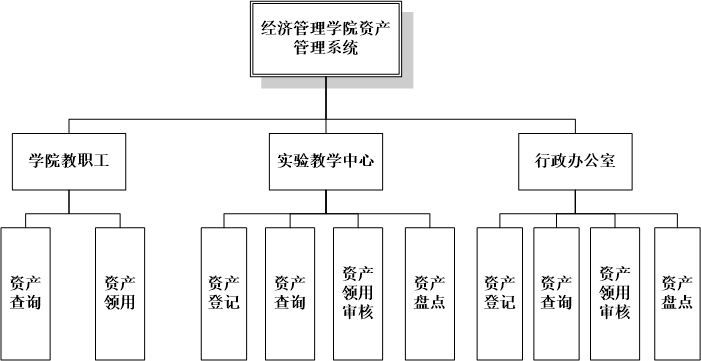 经济管理学院资产
管理系统
学院教职工
实验教学中心
行政办公室
资产
查询
资产
领用
资产
登记
资产
查询
资产
领用
审核
资产
盘点
资产
登记
资产
查询
资产
领用
审核
资产
盘点